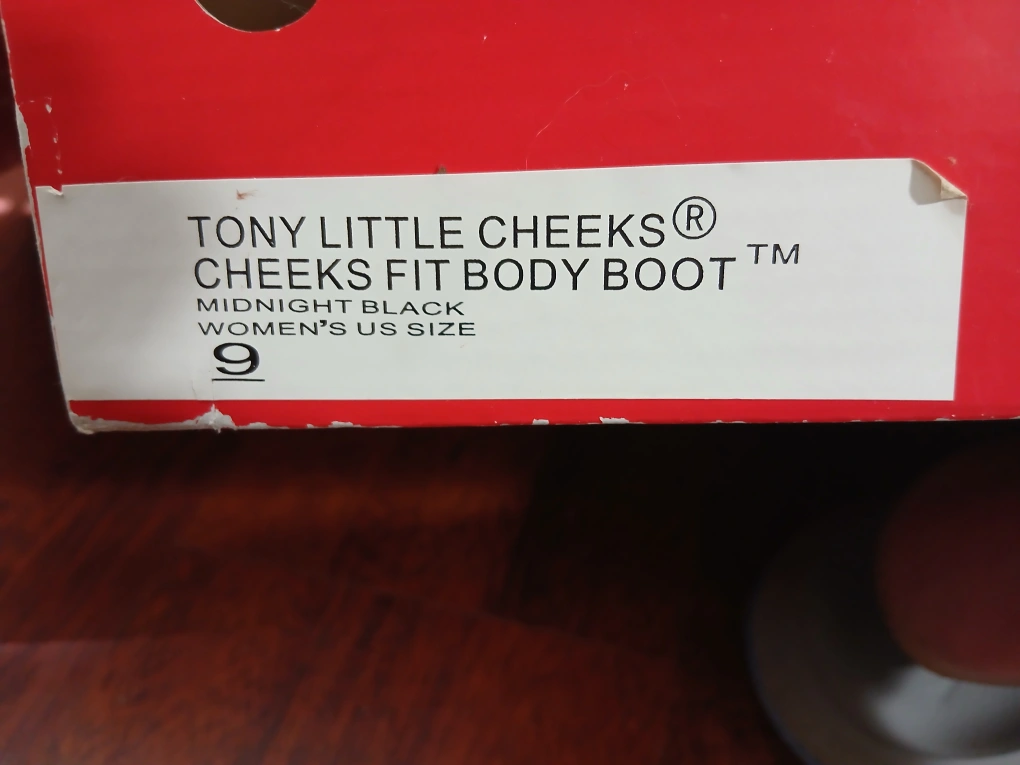 TONY LITTLE CHEEKS®
CHEEKS FIT BODY BOOT™
MIDNIGHT BLACK
WOMEN'S US SIZE
9